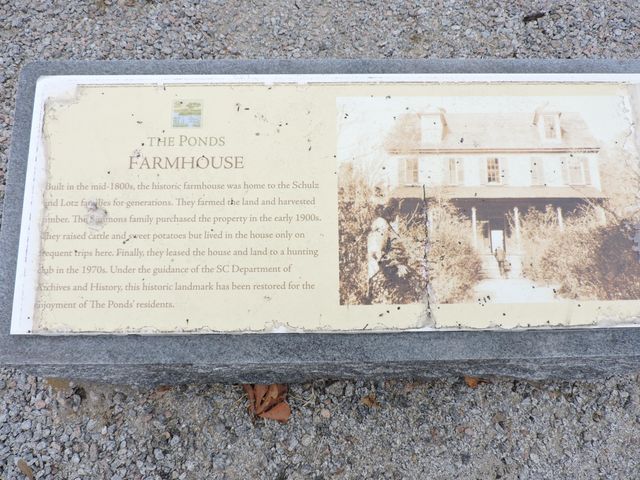 THE PONDS
FARMHOUSE
Built in the mid-1800s, the historic farmhouse was home to the Schulz
and Lotz families for generations. They farmed the land and harvested
timber. The Simmons family purchased the property in the early 1900s.
They raised cattle and sweet potatoes but lived in the house only on
frequent trips here. Finally, they leased the house and land to a hunting
club in the 1970s. Under the guidance of the SC Department of
Archives and History, this historic landmark has been restored for the
enjoyment of The Ponds' residents.